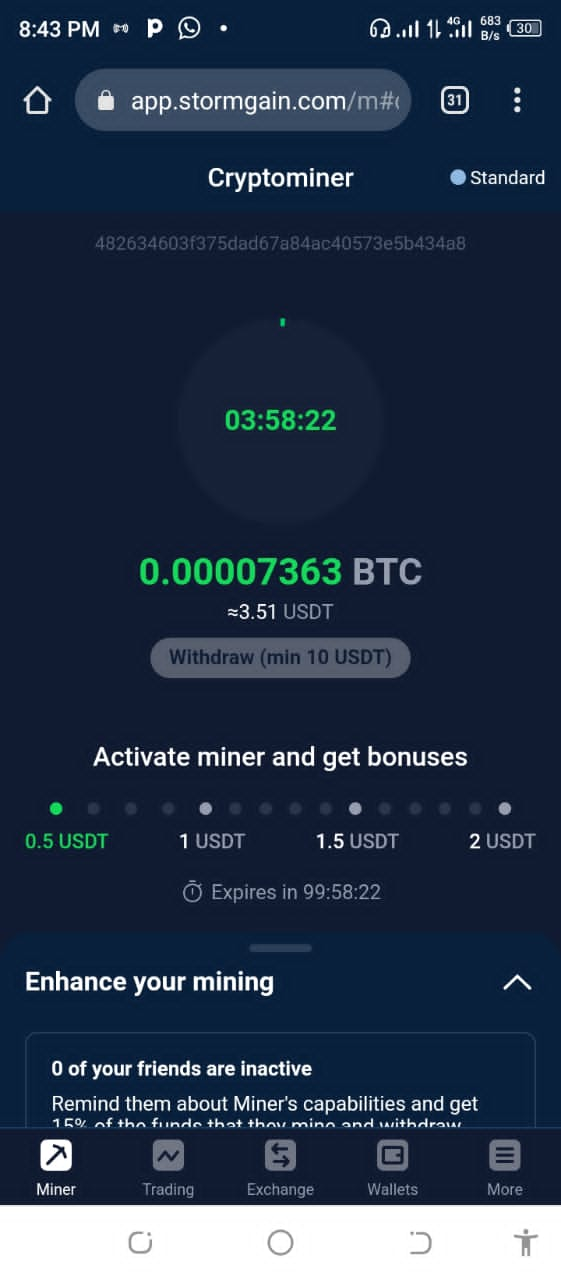 8:43 PM
4G
683 B/s
30
app.stormgain.com/m#
31
Cryptominer
Standard
482634603f375dad67a84ac40573e5b434a8
03:58:22
0.00007363 BTC
≈3.51 USDT
Withdraw (min 10 USDT)
Activate miner and get bonuses
0.5 USDT 1 USDT 1.5 USDT 2 USDT
Expires in 99:58:22
Enhance your mining
0 of your friends are inactive
Remind them about Miner's capabilities and get
15% of the funds that they mine and withdraw
Miner Trading Exchange Wallets More